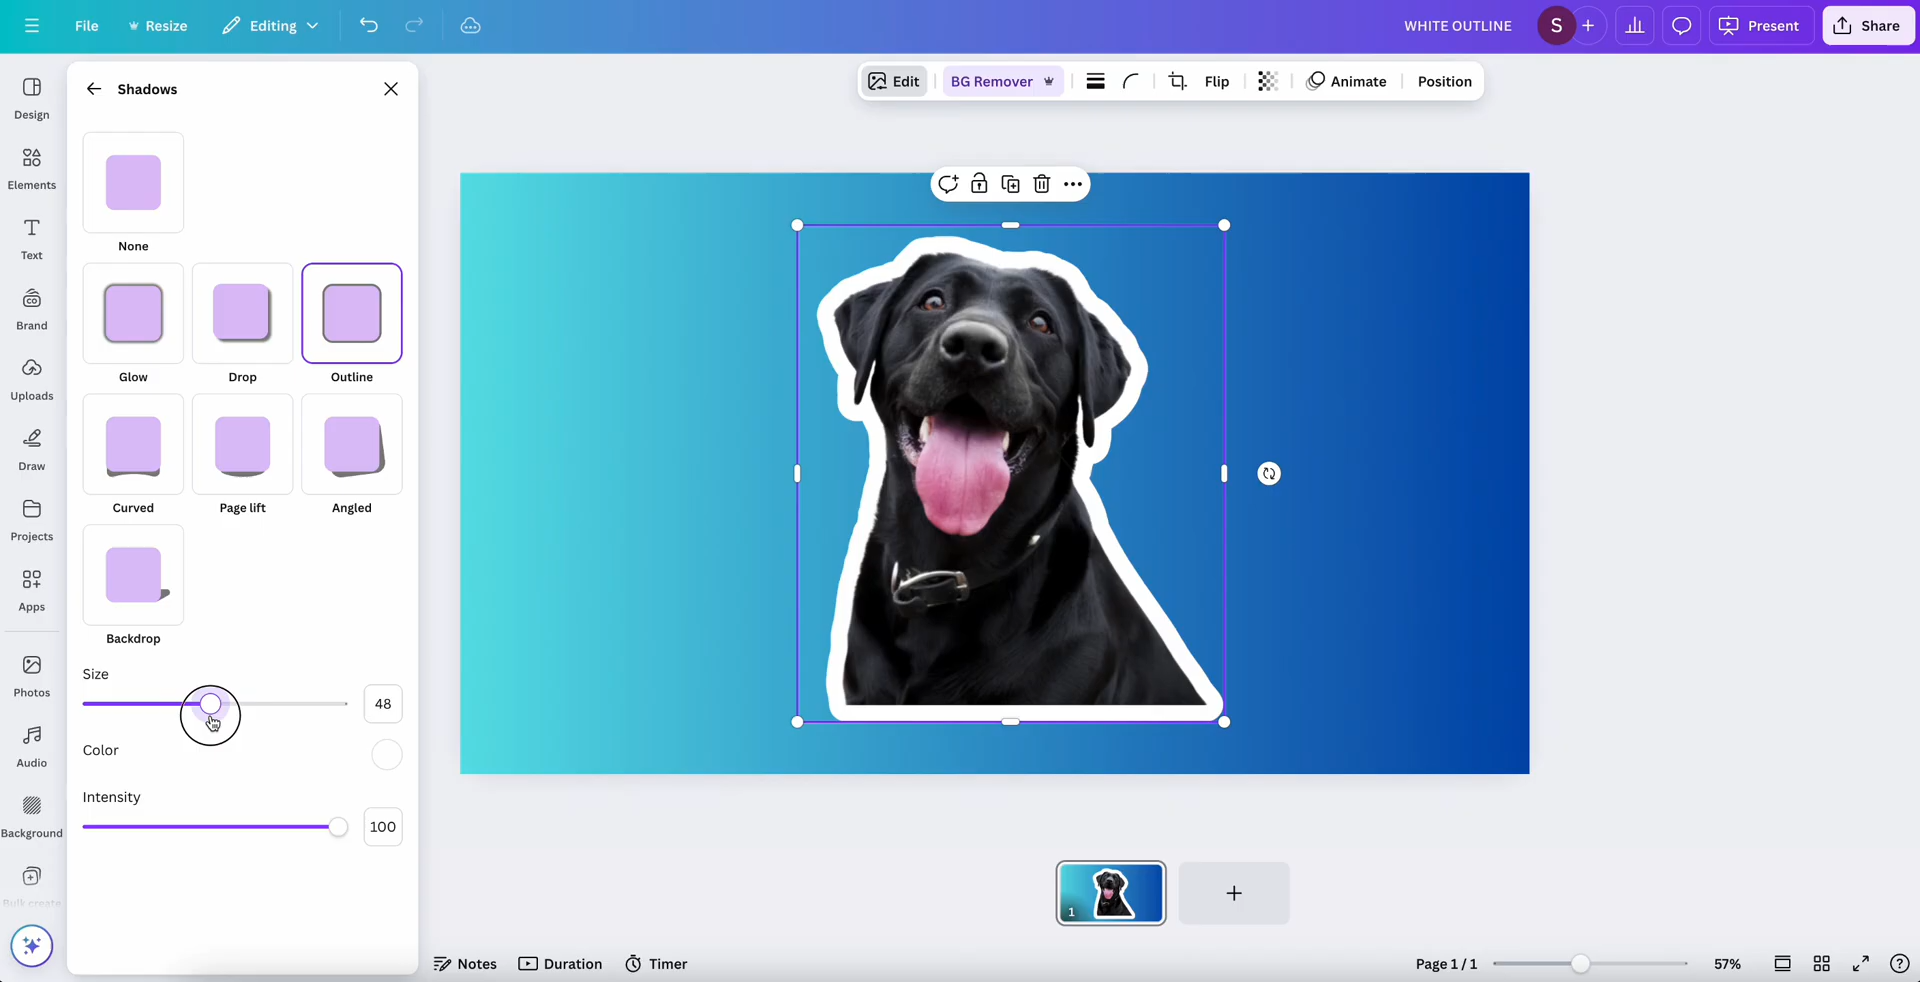 File
Resize
Editing
WHITE OUTLINE
S
+
Present
Share
Design
Elements
Text
Brand
Uploads
Draw
Projects
Apps
Photos
Audio
Background
Bulk create
Shadows
None
Glow
Drop
Outline
Curved
Page lift
Angled
Backdrop
Size
48
Color
Intensity
100
Edit
BG Remover
Flip
Animate
Position
1
+
Notes
Duration
Timer
Page 1 / 1
57%
?